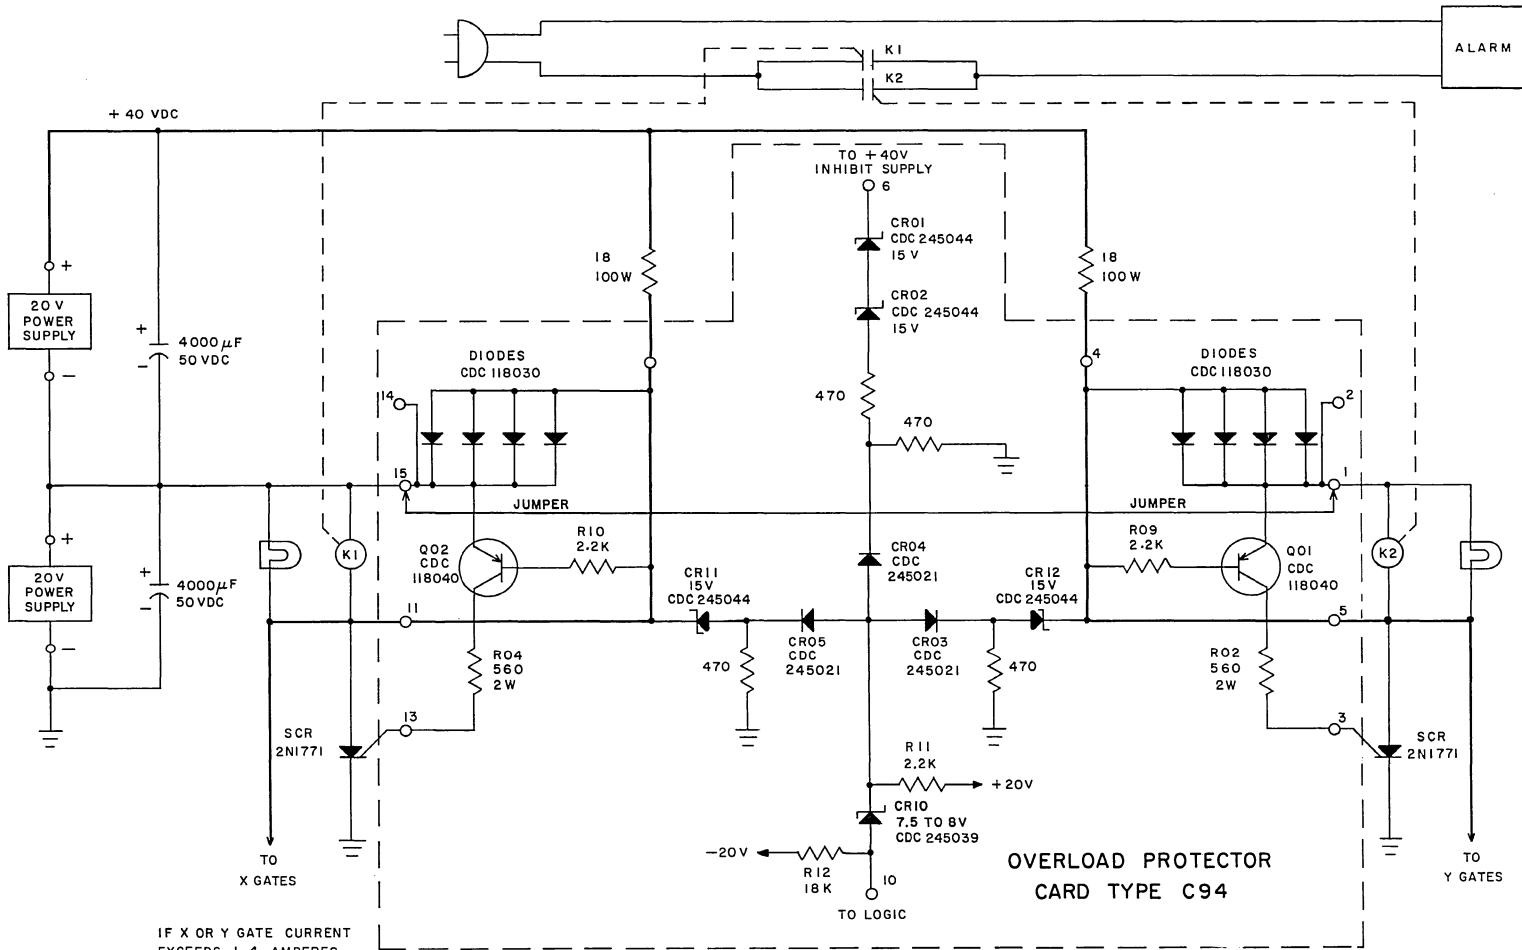 K1
K2
ALARM
+ 40 VDC
TO + 40V
INHIBIT SUPPLY
6
CR01
CDC 245044
15 V
18
100W
18
100W
+
20 V
POWER
SUPPLY
−
+
4000 µF
50 VDC
−
CR02
CDC 245044
15 V
DIODES
CDC 118030
4
DIODES
CDC 118030
14
470
470
2
15
JUMPER
JUMPER
1
+
20 V
POWER
SUPPLY
−
+
4000 µF
50 VDC
−
K1
Q02
CDC
118040
R10
2.2K
CR04
CDC
245021
R09
2.2K
Q01
CDC
118040
K2
CR11
15V
CDC 245044
CR12
15V
CDC 245044
11
5
R04
560
2W
470
CR05
CDC
245021
CR03
CDC
245021
470
R02
560
2W
13
3
SCR
2N1771
SCR
2N1771
R11
2.2K
+20V
CR10
7.5 TO 8V
CDC 245039
−20V
R12
18K
10
TO LOGIC
TO
X GATES
OVERLOAD PROTECTOR
CARD TYPE C94
TO
Y GATES
IF X OR Y GATE CURRENT